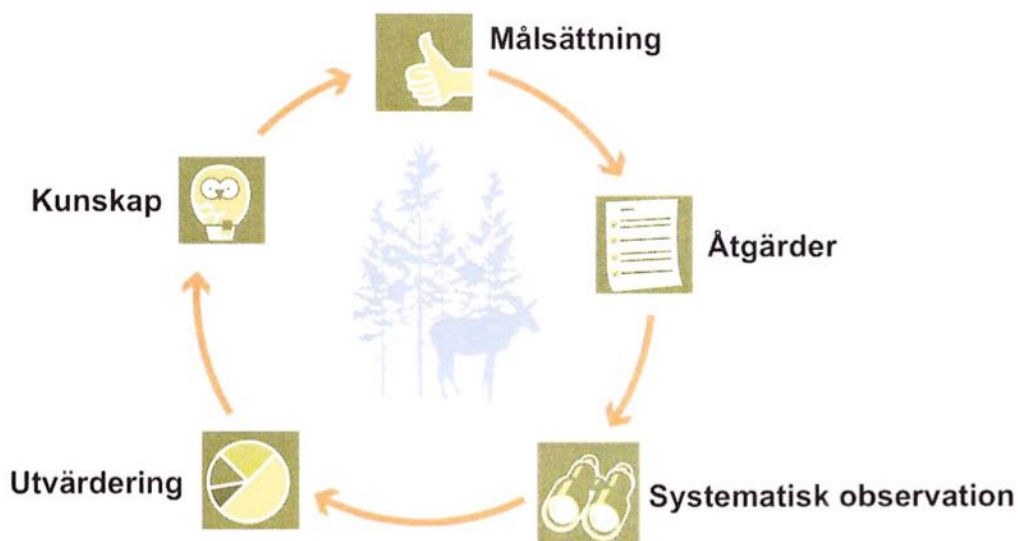 Målsättning
Åtgärder
Systematisk observation
Utvärdering
Kunskap